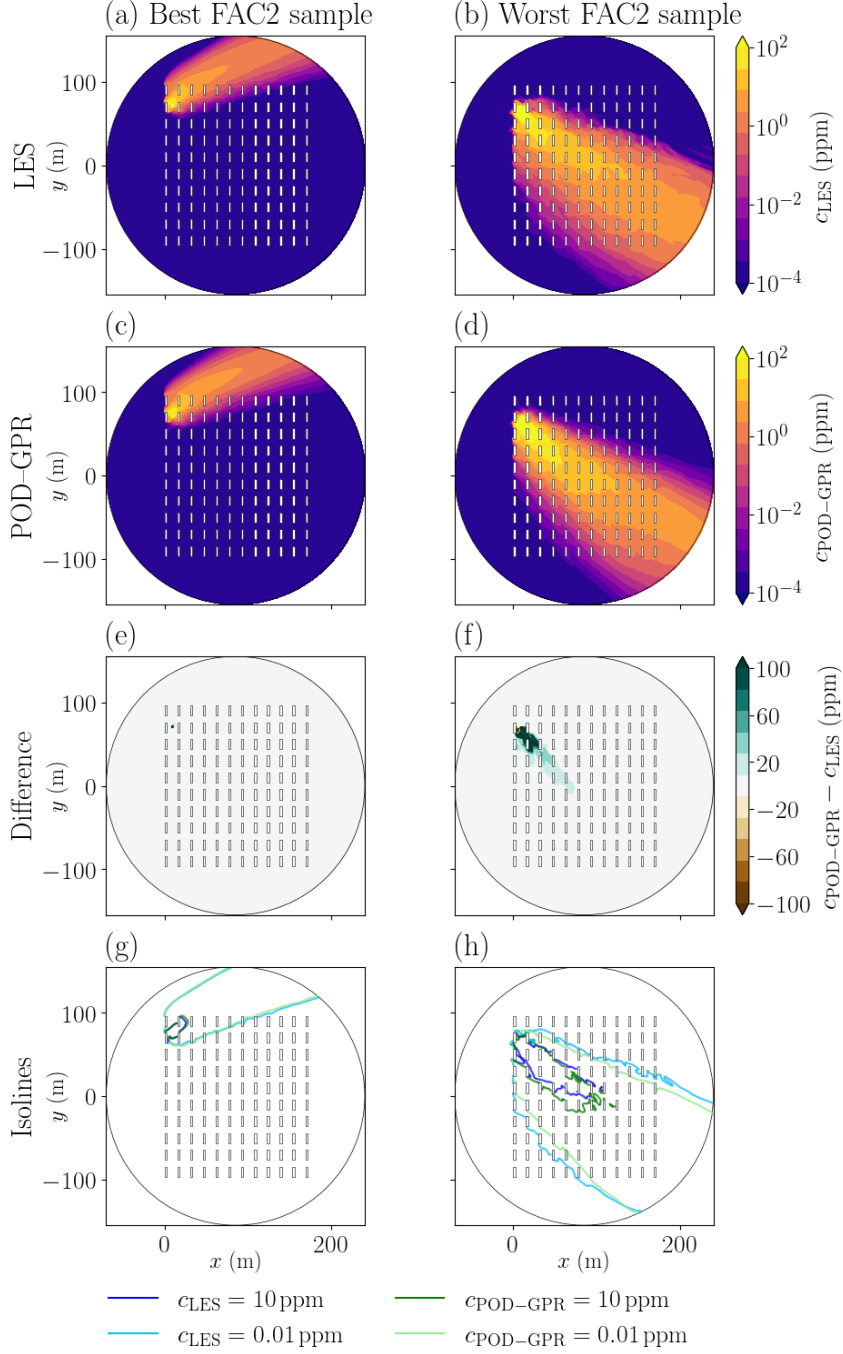 (a) Best FAC2 sample
(b) Worst FAC2 sample
LES
y (m)
100
0
−100
10^2
10^0
10^−2
10^−4
c_LES (ppm)
(c)
(d)
POD–GPR
y (m)
100
0
−100
10^2
10^0
10^−2
10^−4
c_POD−GPR (ppm)
(e)
(f)
Difference
y (m)
100
0
−100
100
60
20
−20
−60
−100
c_POD−GPR − c_LES (ppm)
(g)
(h)
Isolines
y (m)
100
0
−100
0
200
0
200
x (m)
x (m)
c_LES = 10 ppm
c_POD−GPR = 10 ppm
c_LES = 0.01 ppm
c_POD−GPR = 0.01 ppm